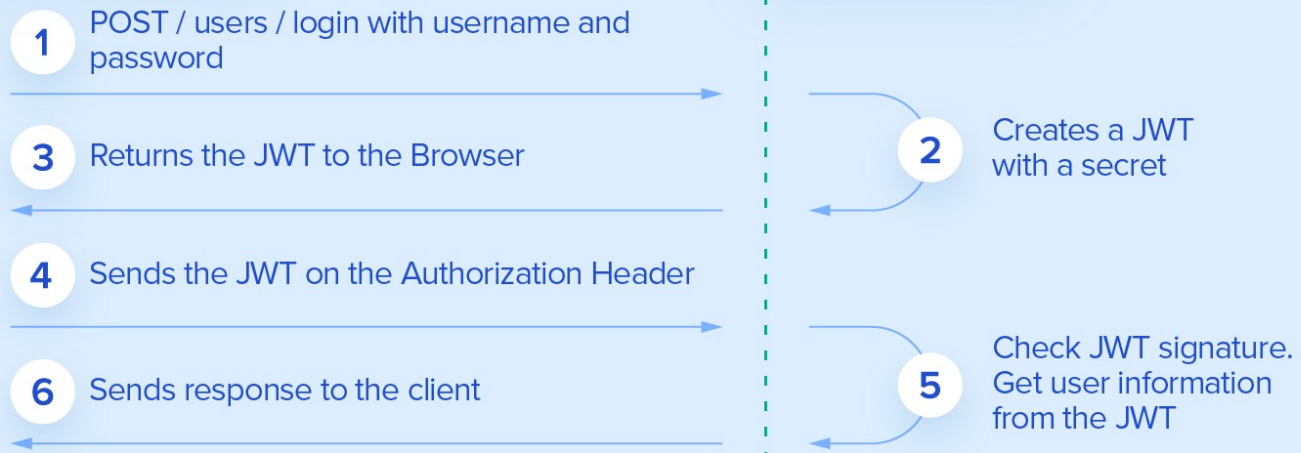 1
POST / users / login with username and
password
2
Creates a JWT
with a secret
3
Returns the JWT to the Browser
4
Sends the JWT on the Authorization Header
5
Check JWT signature.
Get user information
from the JWT
6
Sends response to the client